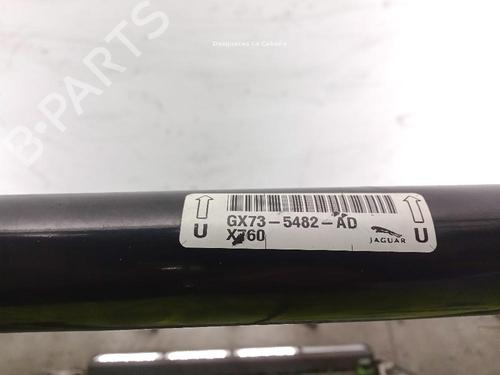 Desguaces La Cabaña
B-PARTS
GX73-5482-AD
X760
JAGUAR
U
U